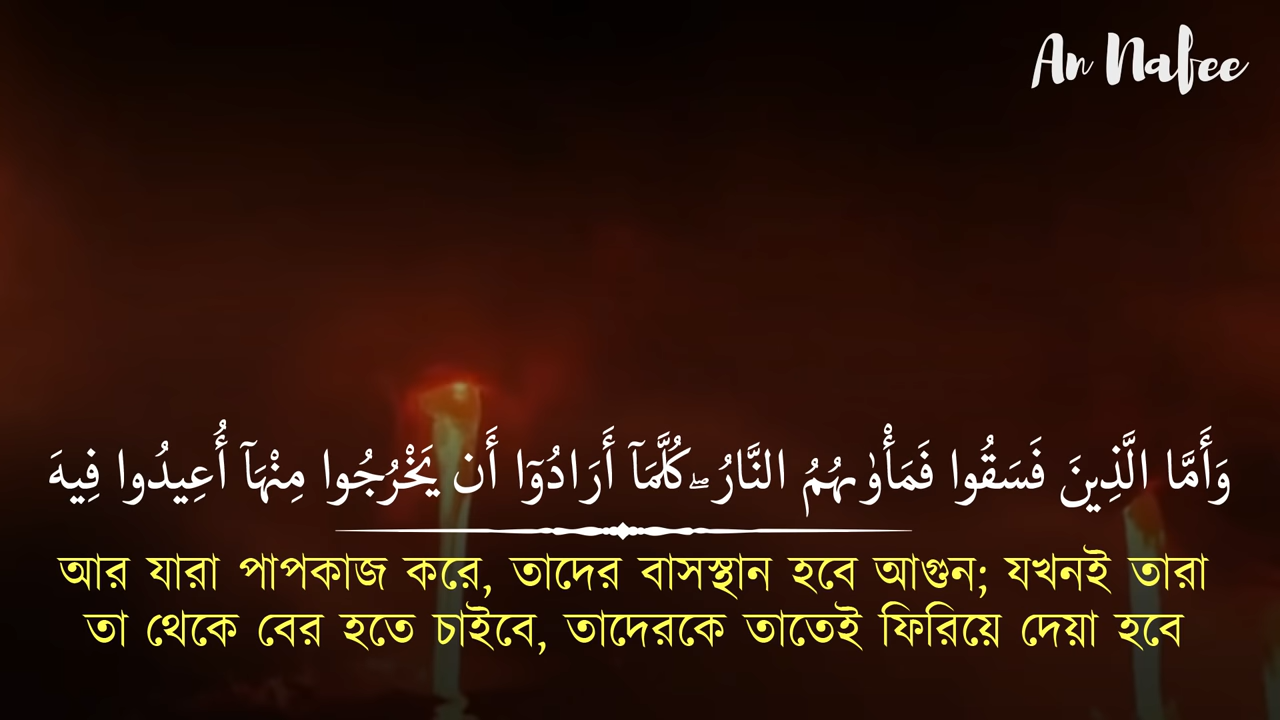 An Nafee
وَأَمَّا الَّذِينَ فَسَقُوا فَمَأْوٰىهُمُ النَّارُ ۖ كُلَّمَآ أَرَادُوٓا أَن يَخْرُجُوا مِنْهَآ أُعِيدُوا فِيهَ
আর যারা পাপকাজ করে, তাদের বাসস্থান হবে আগুন; যখনই তারা
তা থেকে বের হতে চাইবে, তাদেরকে তাতেই ফিরিয়ে দেয়া হবে